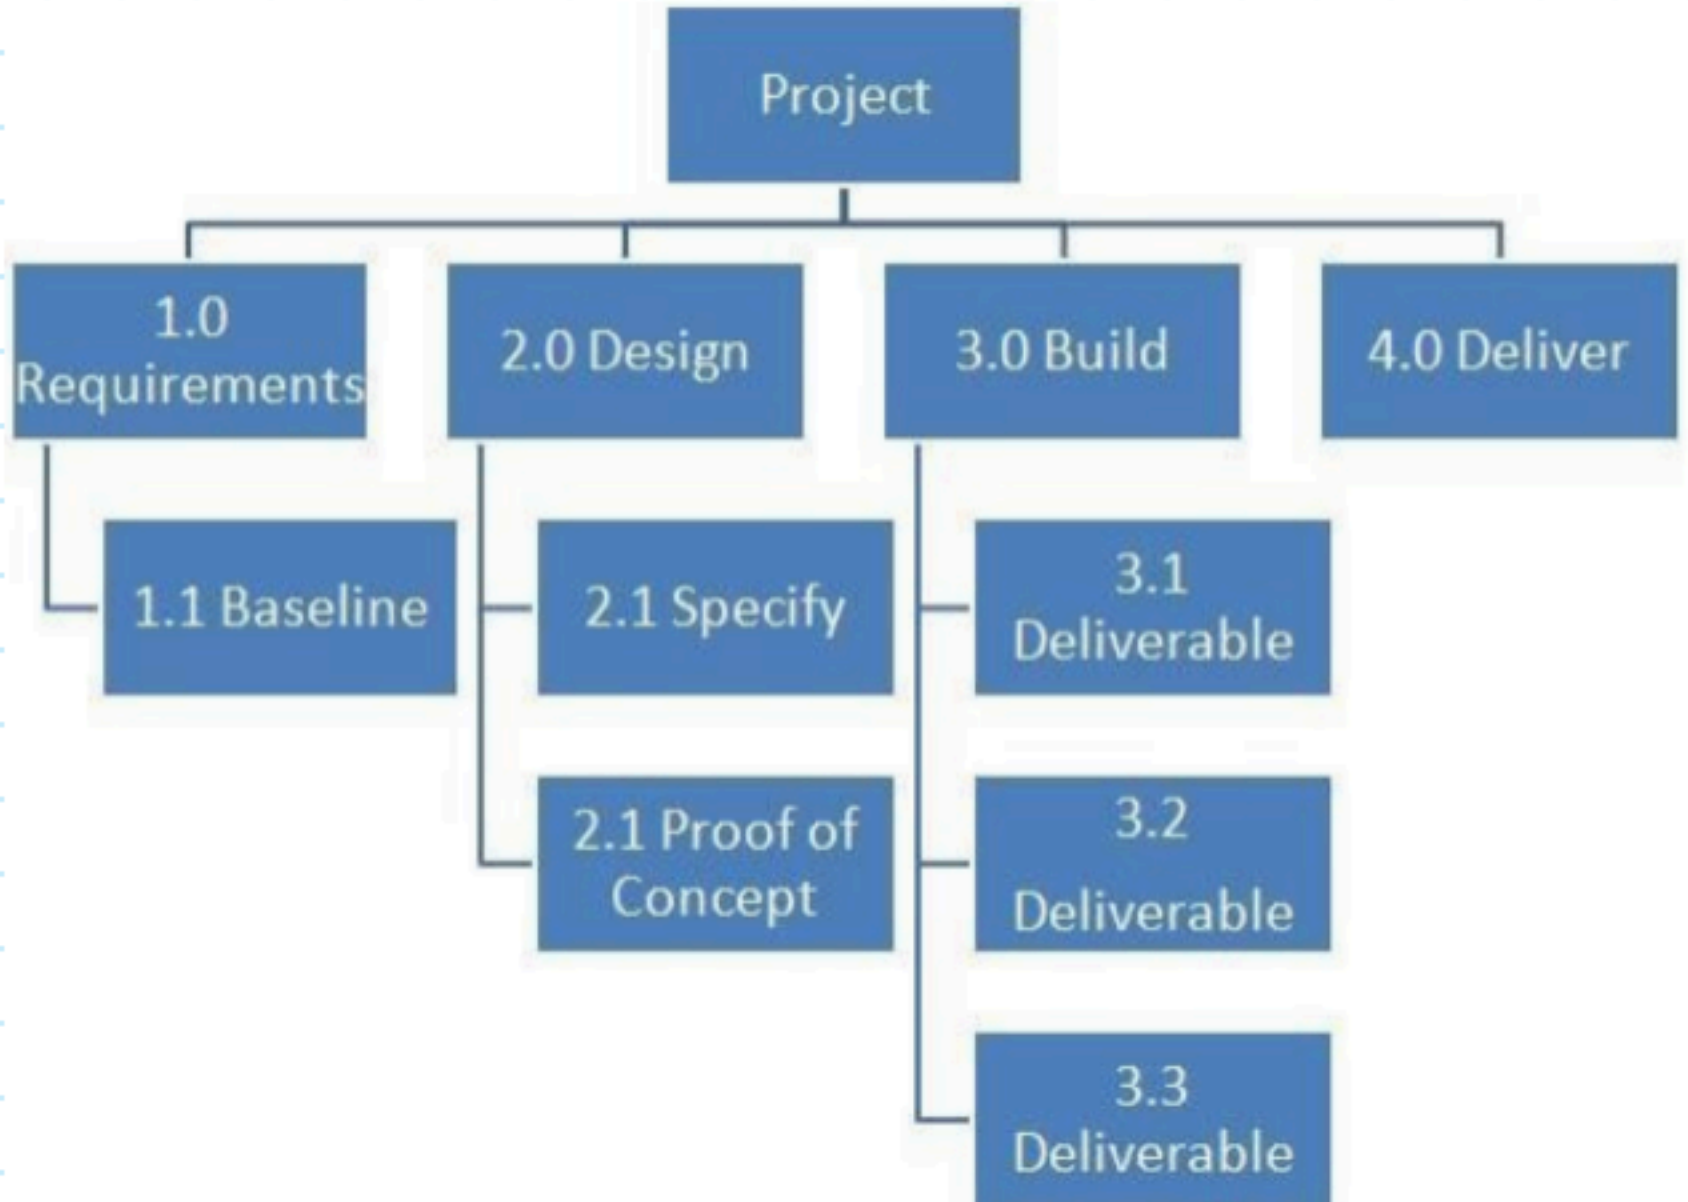 Project
1.0
Requirements
2.0 Design
3.0 Build
4.0 Deliver
1.1 Baseline
2.1 Specify
3.1
Deliverable
2.1 Proof of
Concept
3.2
Deliverable
3.3
Deliverable